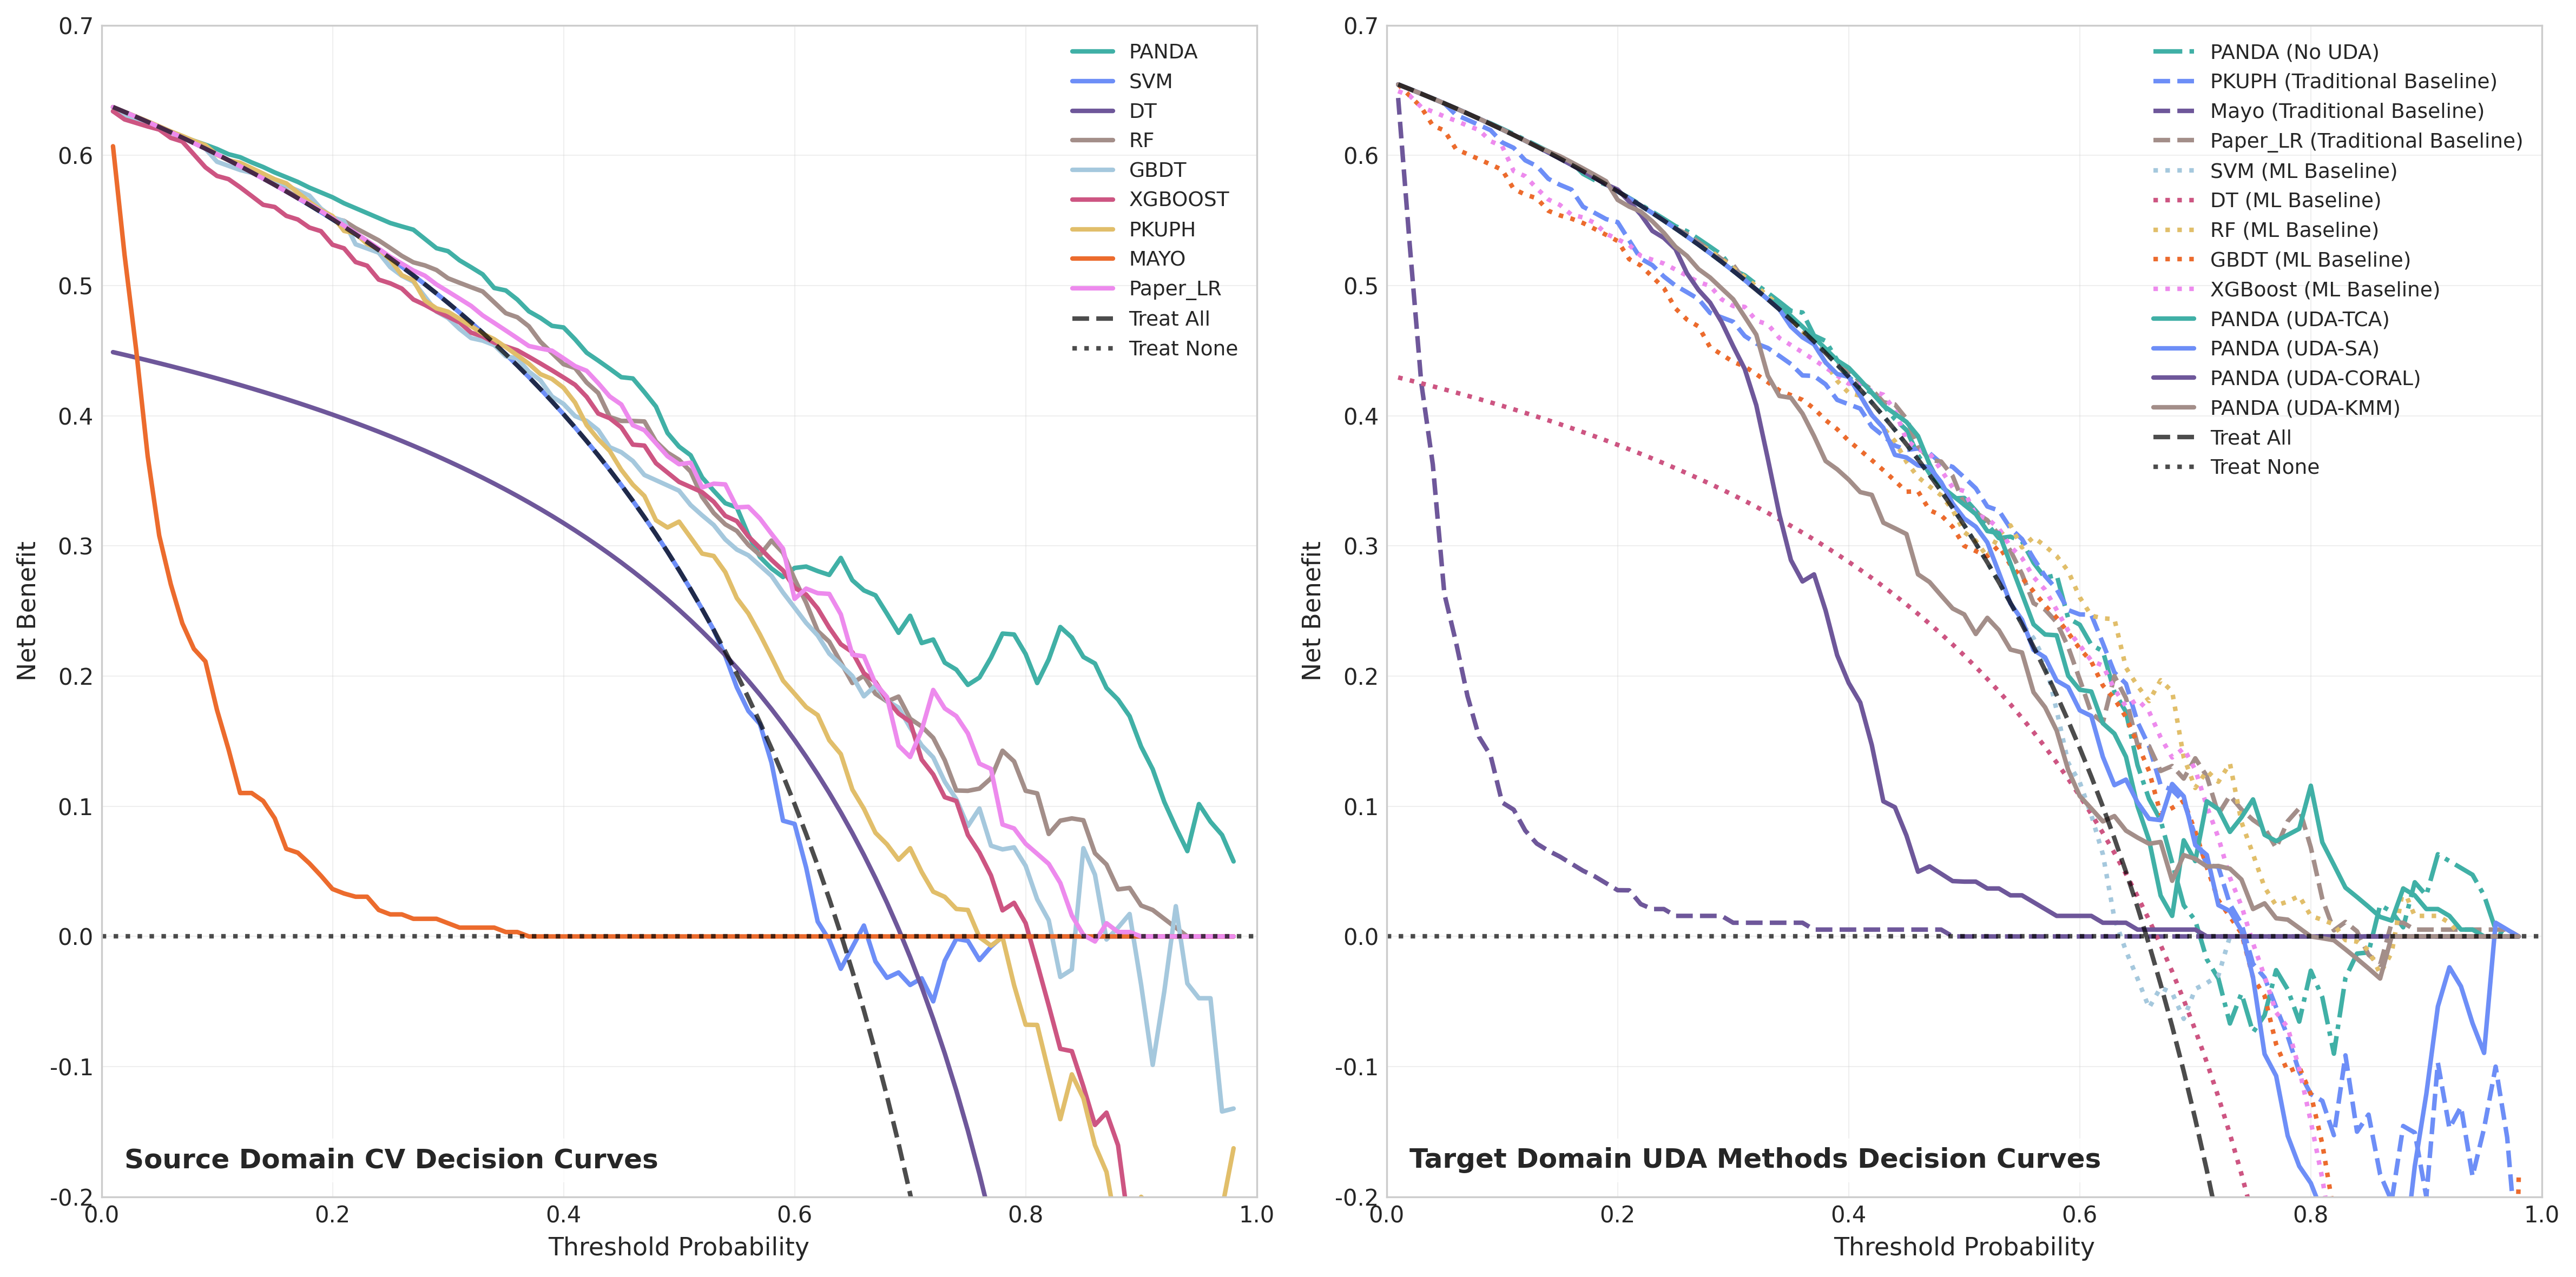 0.7
0.6
0.5
0.4
0.3
0.2
0.1
0.0
-0.1
-0.2
Net Benefit
PANDA
SVM
DT
RF
GBDT
XGBOOST
PKUPH
MAYO
Paper_LR
Treat All
Treat None
Source Domain CV Decision Curves
0.0 0.2 0.4 0.6 0.8 1.0
Threshold Probability
0.7
0.6
0.5
0.4
0.3
0.2
0.1
0.0
-0.1
-0.2
Net Benefit
PANDA (No UDA)
PKUPH (Traditional Baseline)
Mayo (Traditional Baseline)
Paper_LR (Traditional Baseline)
SVM (ML Baseline)
DT (ML Baseline)
RF (ML Baseline)
GBDT (ML Baseline)
XGBoost (ML Baseline)
PANDA (UDA-TCA)
PANDA (UDA-SA)
PANDA (UDA-CORAL)
PANDA (UDA-KMM)
Treat All
Treat None
Target Domain UDA Methods Decision Curves
0.0 0.2 0.4 0.6 0.8 1.0
Threshold Probability